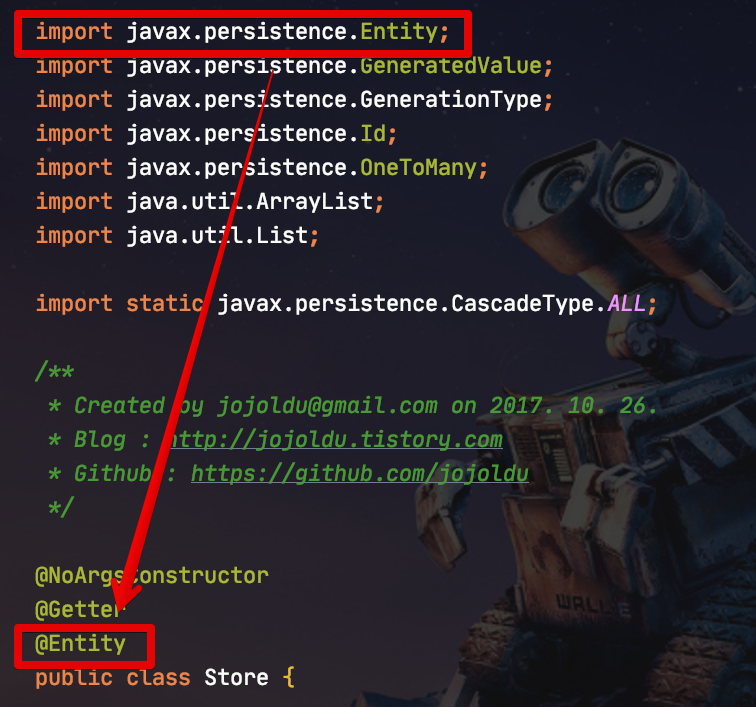 import javax.persistence.Entity;
import javax.persistence.GeneratedValue;
import javax.persistence.GenerationType;
import javax.persistence.Id;
import javax.persistence.OneToMany;
import java.util.ArrayList;
import java.util.List;
import static javax.persistence.CascadeType.ALL;
/**
* Created by jojoldu@gmail.com on 2017. 10. 26.
* Blog : http://jojoldu.tistory.com
* Github : https://github.com/jojoldu
*/
@NoArgsConstructor
@Getter
@Entity
public class Store {
WALL·E